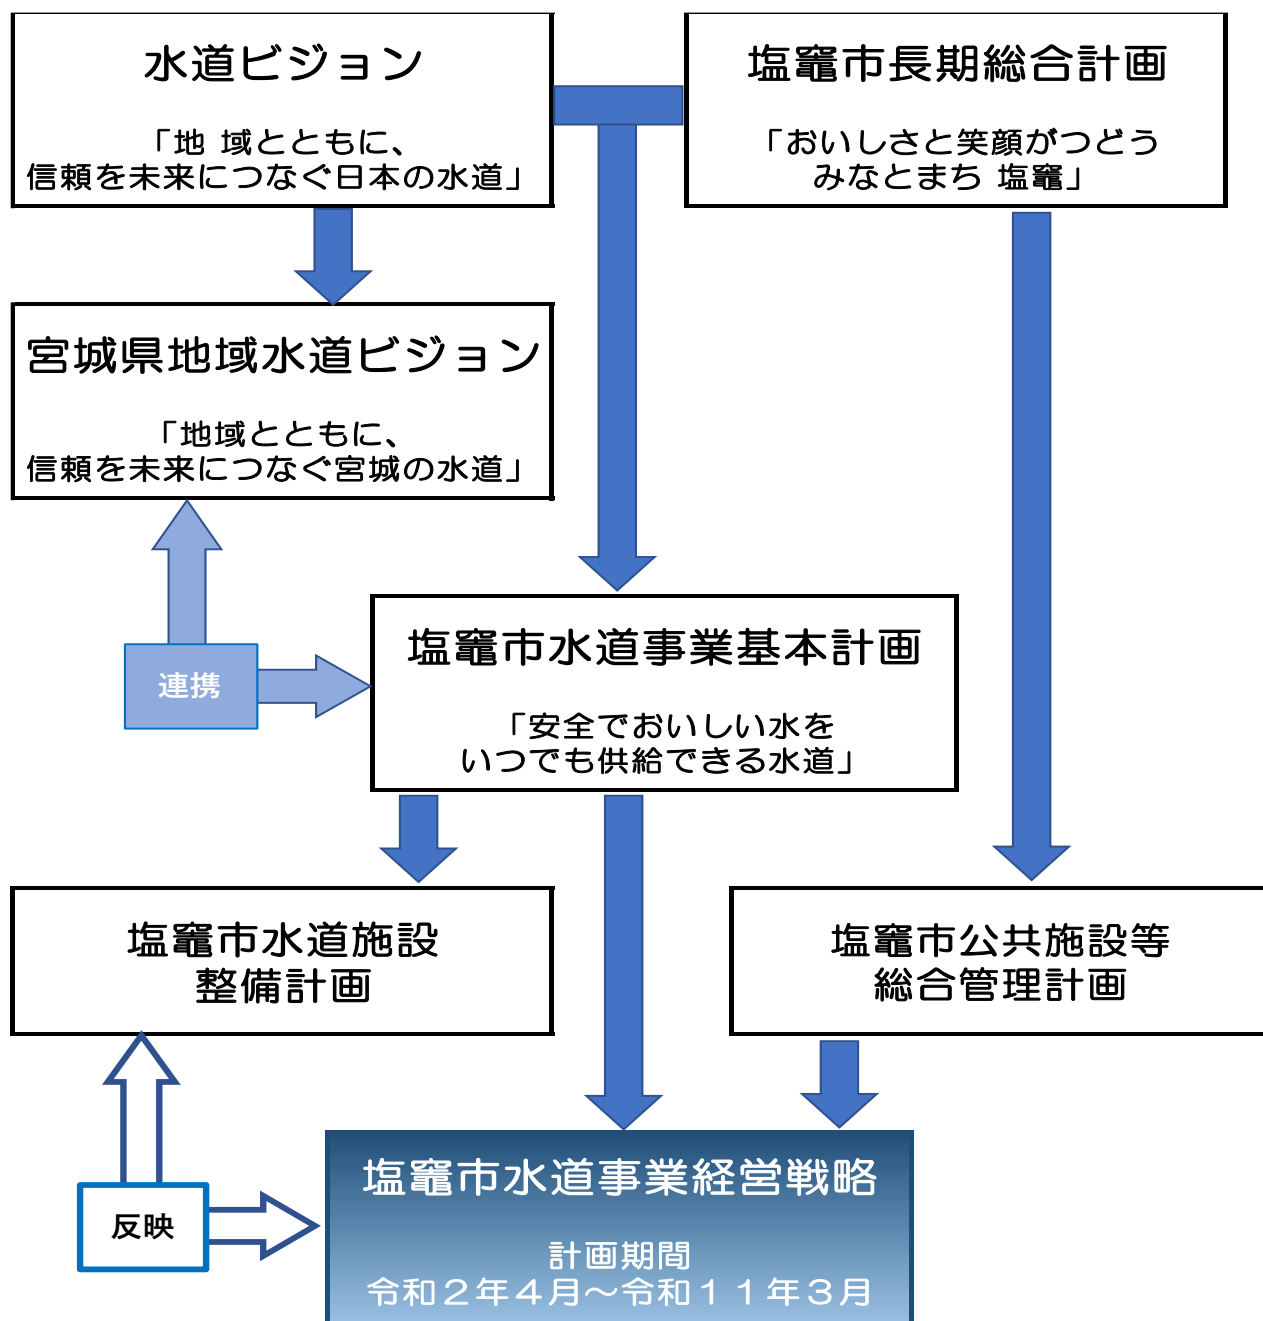 水道ビジョン
「地 域とともに、
信頼を未来につなぐ日本の水道」
塩竈市長期総合計画
「おいしさと笑顔がつどう
みなとまち 塩竈」
宮城県地域水道ビジョン
「地域とともに、
信頼を未来につなぐ宮城の水道」
連携
塩竈市水道事業基本計画
「安全でおいしい水を
いつでも供給できる水道」
塩竈市水道施設
整備計画
塩竈市公共施設等
総合管理計画
反映
塩竈市水道事業経営戦略
計画期間
令和２年４月～令和１１年３月